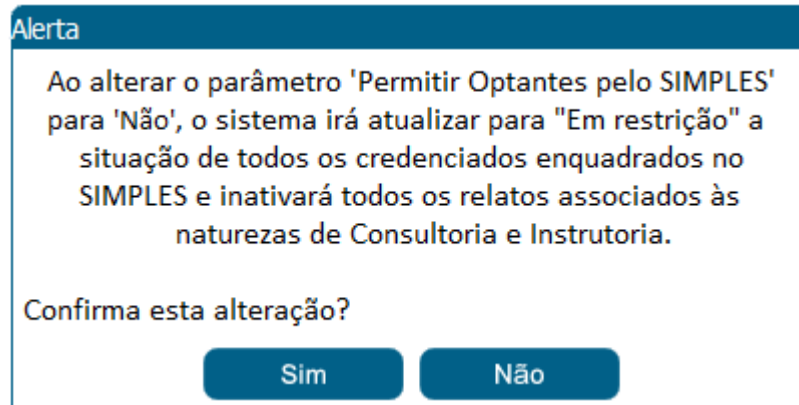 Alerta
Ao alterar o parâmetro 'Permitir Optantes pelo SIMPLES'
para 'Não', o sistema irá atualizar para "Em restrição" a
situação de todos os credenciados enquadrados no
SIMPLES e inativará todos os relatos associados às
naturezas de Consultoria e Instrutoria.
Confirma esta alteração?
Sim Não